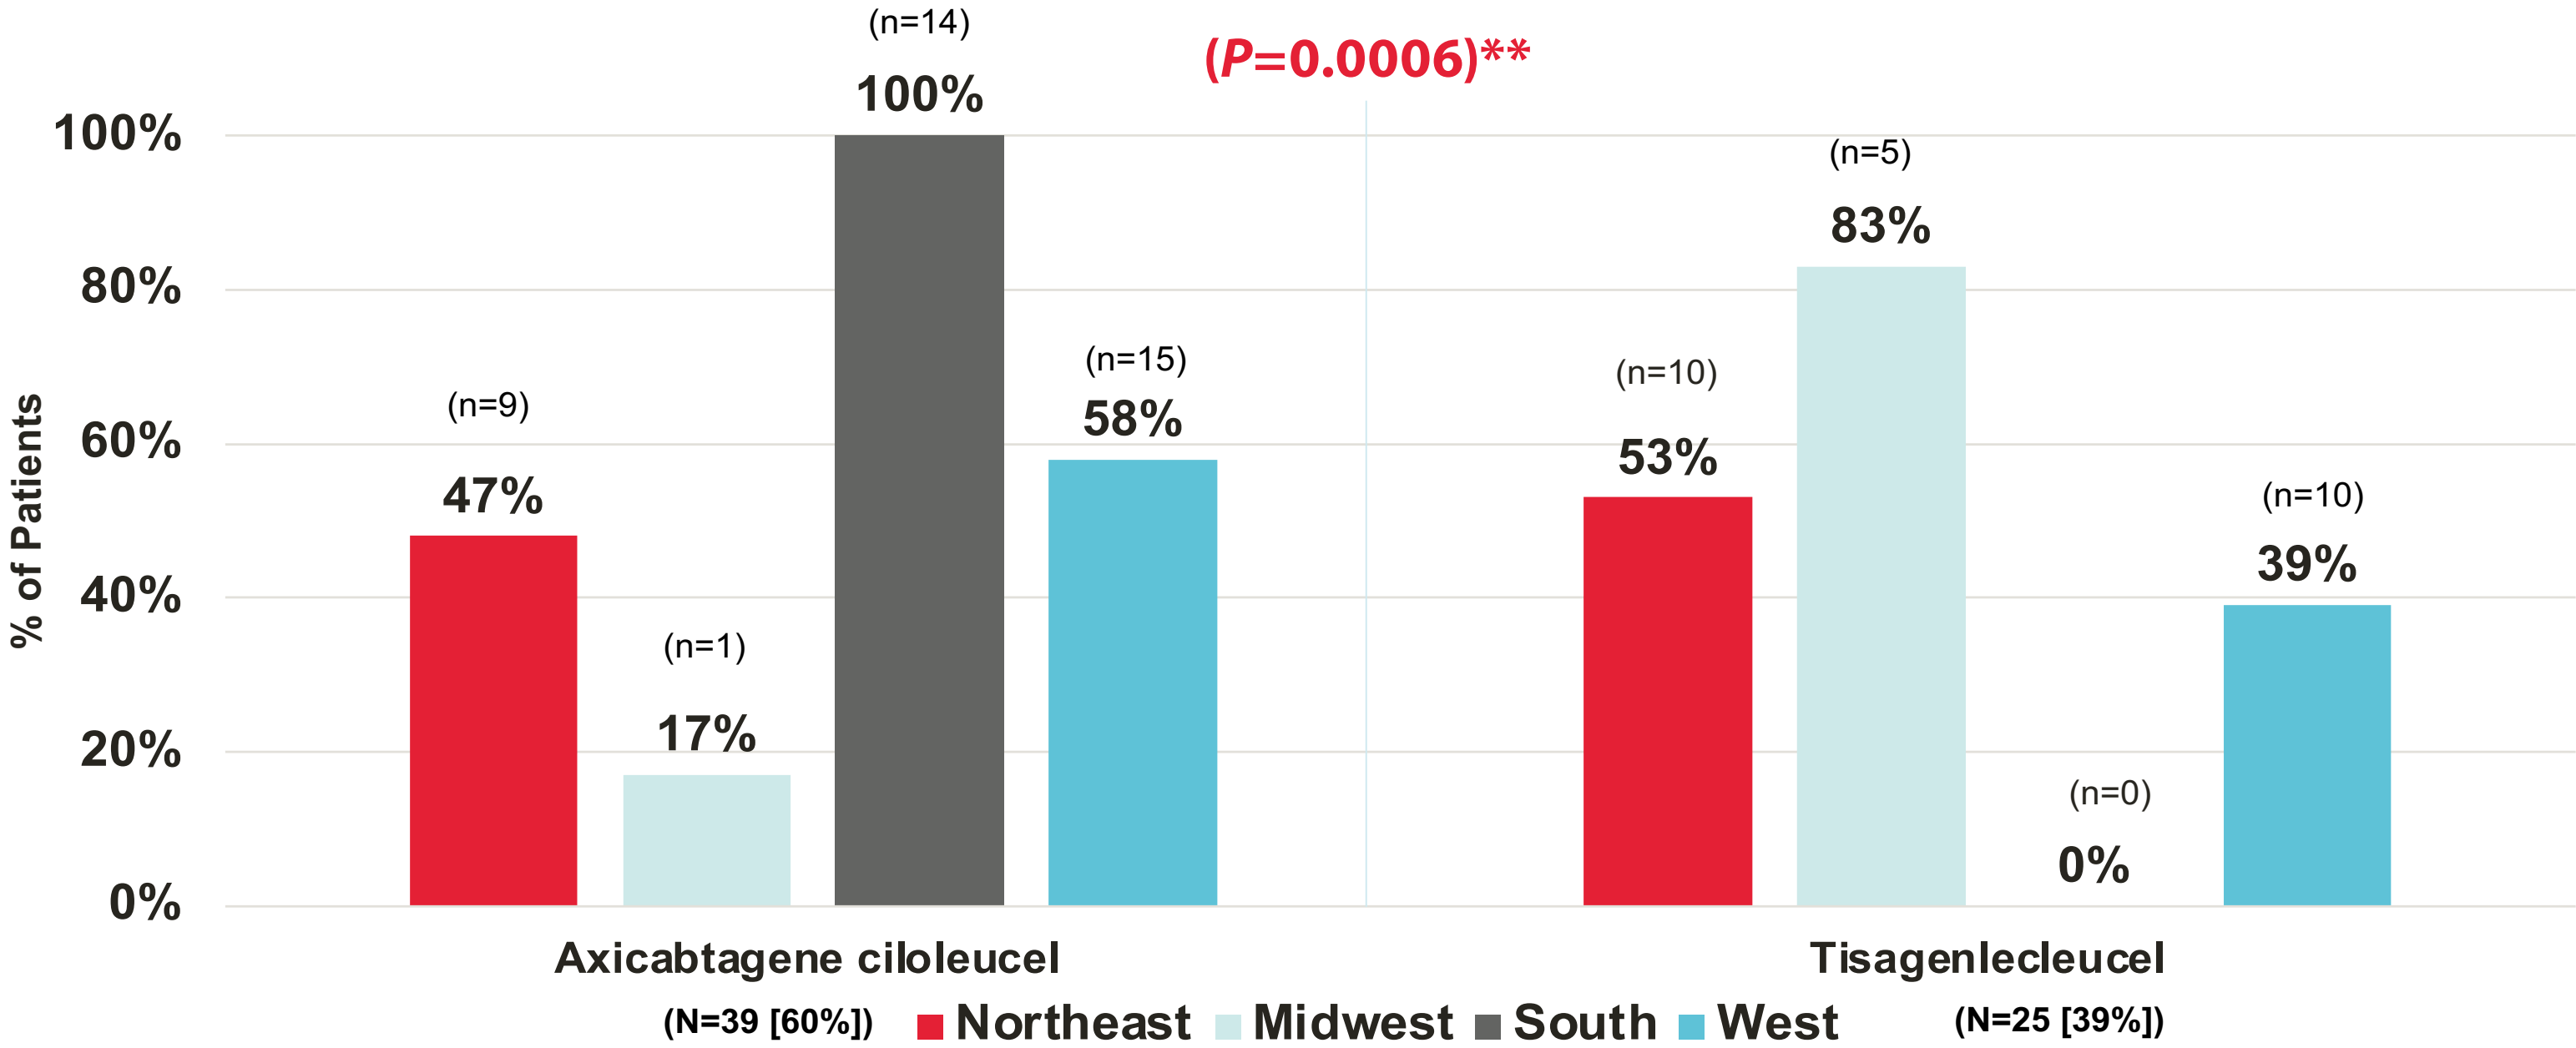 (n=14)
(P=0.0006)**
100%
100%
(n=5)
83%
80%
(n=15)
(n=10)
(n=9)
58%
60%
53%
47%
(n=10)
% of Patients
39%
40%
(n=1)
17%
20%
(n=0)
0%
0%
Axicabtagene ciloleucel
Tisagenlecleucel
(N=39 [60%])
Northeast
Midwest
South
West
(N=25 [39%])